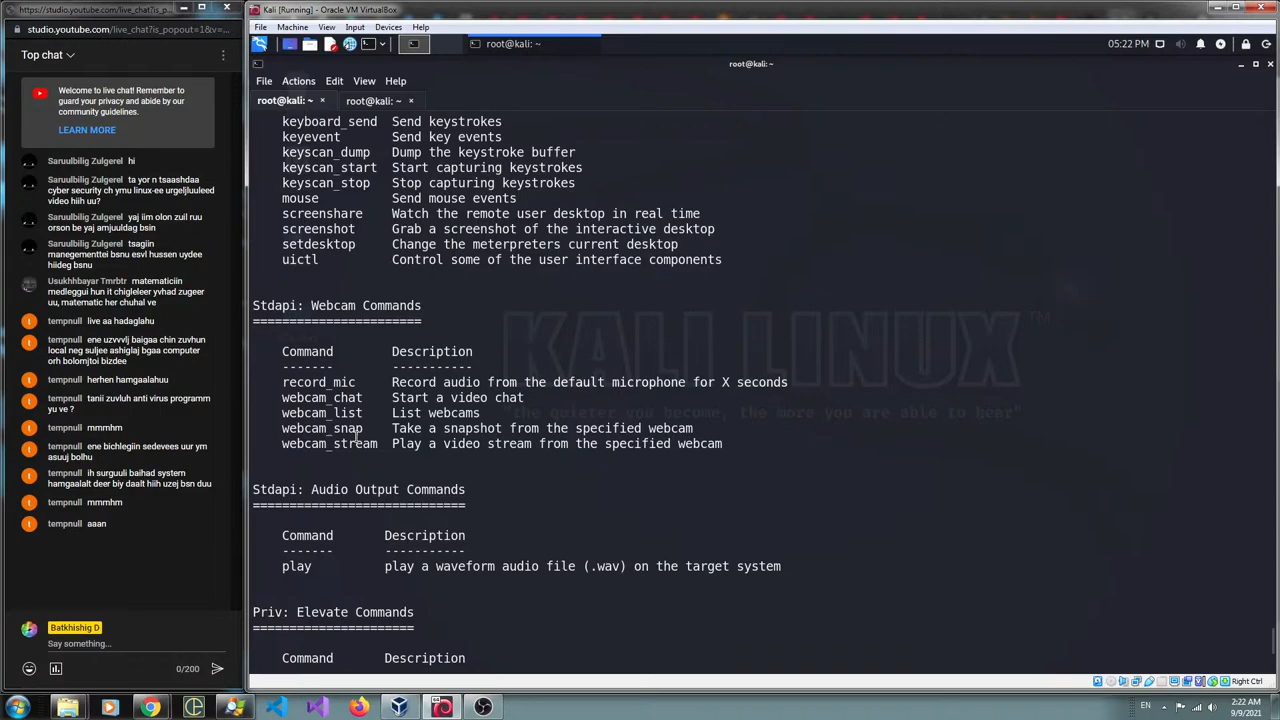 https://studio.youtube.com/live_chat?is_popout=1&v=...
studio.youtube.com/live_chat?is_popout=1&v=...
Top chat
Welcome to live chat! Remember to
guard your privacy and abide by our
community guidelines.
LEARN MORE
Saruulbilig Zulgerel hi
Saruulbilig Zulgerel
ta yor n tsaashdaa
cyber security ch ymu linux-ee urgeljluuleed
video hiih uu?
Saruulbilig Zulgerel yaj iim olon zuil ruu
orson be yaj amjuuldag bsin
Saruulbilig Zulgerel tsagiin
manegementtei bsnu esvl hussen uydee
hiideg bsnu
Usukhhbayar Tmrbtr matematiciin
medleggui hun it chigleleer yvhad zugeer
uu, matematic her chuhal ve
tempnull live aa hadaglahu
tempnull ene uzvvvlj baigaa chin zuvhun
local neg suljee ashiglaj bgaa computer
orh bolomjtoi bizdee
tempnull herhen hamgaalahuu
tempnull tanii zuvluh anti virus programm
yu ve ?
tempnull mmmhm
tempnull ene bichlegiin sedevees uur ym
asuuj bolhu
tempnull ih surguuli baihad system
hamgaalalt deer biy daalt hiih uzej bsn duu
tempnull mmmhm
tempnull aaan
Batkhishig D
Say something...
0/200
Kali [Running] - Oracle VM VirtualBox
File Machine View Input Devices Help
root@kali: ~
05:22 PM
root@kali: ~
File Actions Edit View Help
root@kali: ~ × root@kali: ~ ×
keyboard_send Send keystrokes
keyevent Send key events
keyscan_dump Dump the keystroke buffer
keyscan_start Start capturing keystrokes
keyscan_stop Stop capturing keystrokes
mouse Send mouse events
screenshare Watch the remote user desktop in real time
screenshot Grab a screenshot of the interactive desktop
setdesktop Change the meterpreters current desktop
uictl Control some of the user interface components
Stdapi: Webcam Commands
=======================
Command Description
------- -----------
record_mic Record audio from the default microphone for X seconds
webcam_chat Start a video chat
webcam_list List webcams
webcam_snap Take a snapshot from the specified webcam
webcam_stream Play a video stream from the specified webcam
KALI LINUX ™
"the quieter you become, the more you are able to hear"
Stdapi: Audio Output Commands
=============================
Command Description
------- -----------
play play a waveform audio file (.wav) on the target system
Priv: Elevate Commands
======================
Command Description
Right Ctrl
EN
2:22 AM
9/9/2021